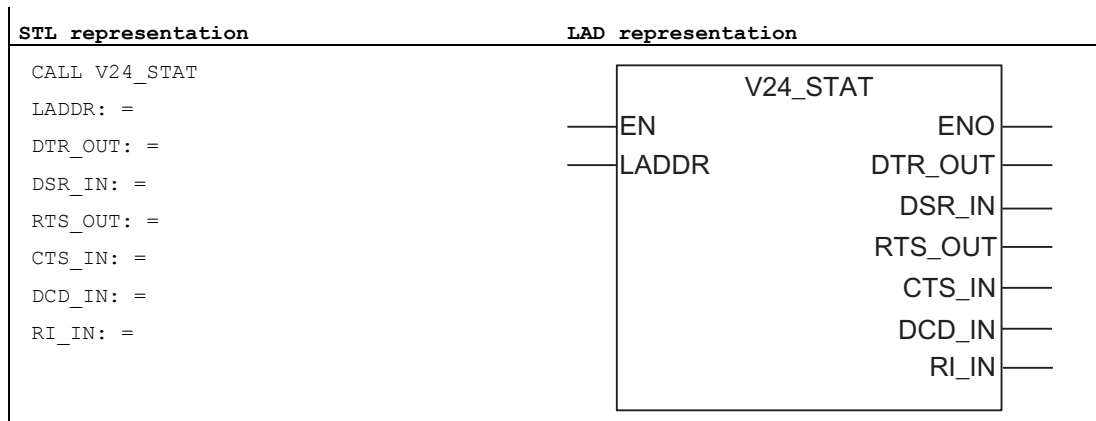 STL representation
LAD representation
CALL V24_STAT
LADDR: =
DTR_OUT: =
DSR_IN: =
RTS_OUT: =
CTS_IN: =
DCD_IN: =
RI_IN: =
V24_STAT
EN ENO
LADDR DTR_OUT
DSR_IN
RTS_OUT
CTS_IN
DCD_IN
RI_IN